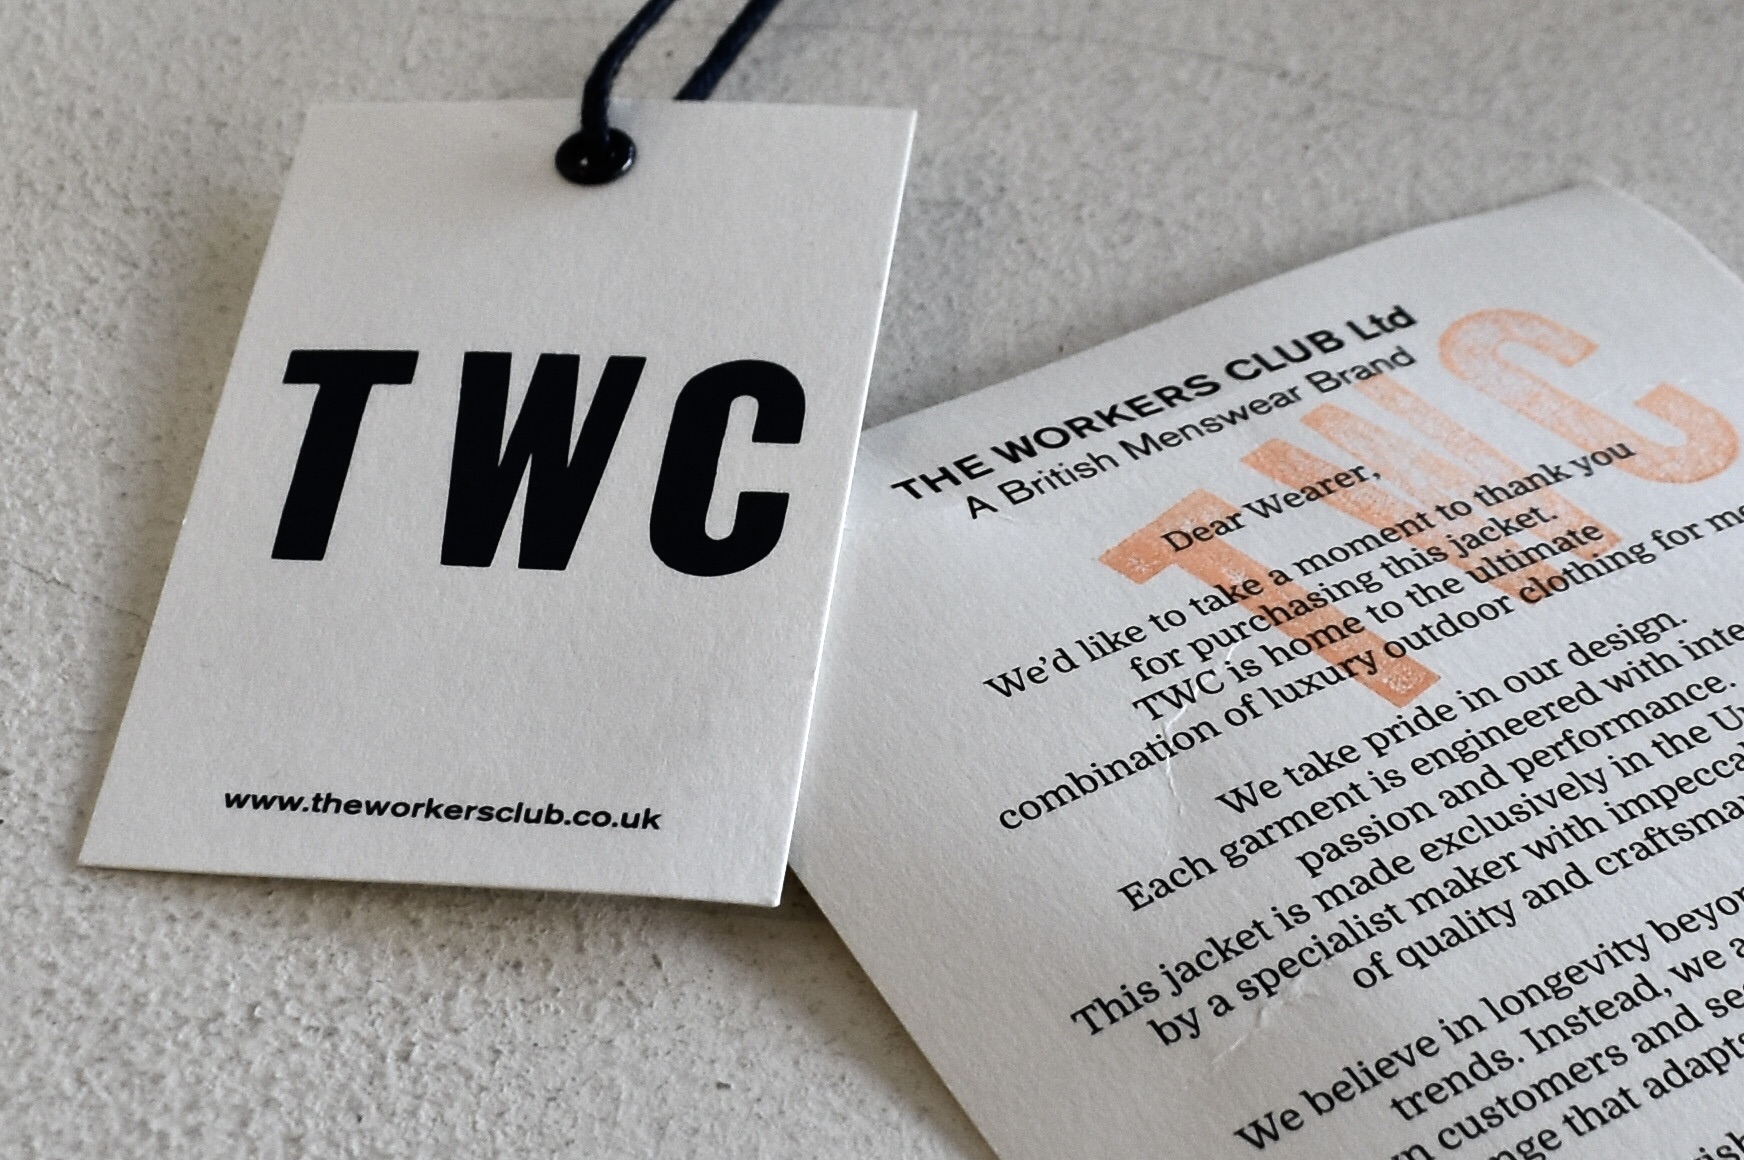 TWC
www.theworkersclub.co.uk
THE WORKERS CLUB Ltd
A British Menswear Brand
TWC
Dear Wearer,
We'd like to take a moment to thank you
for purchasing this jacket.
TWC is home to the ultimate
combination of luxury outdoor clothing for
We take pride in our design.
Each garment is engineered with
passion and performance.
This jacket is made exclusively in the
by a specialist maker with
of quality and
We believe in longevity
trends. Instead, we
customers and
that